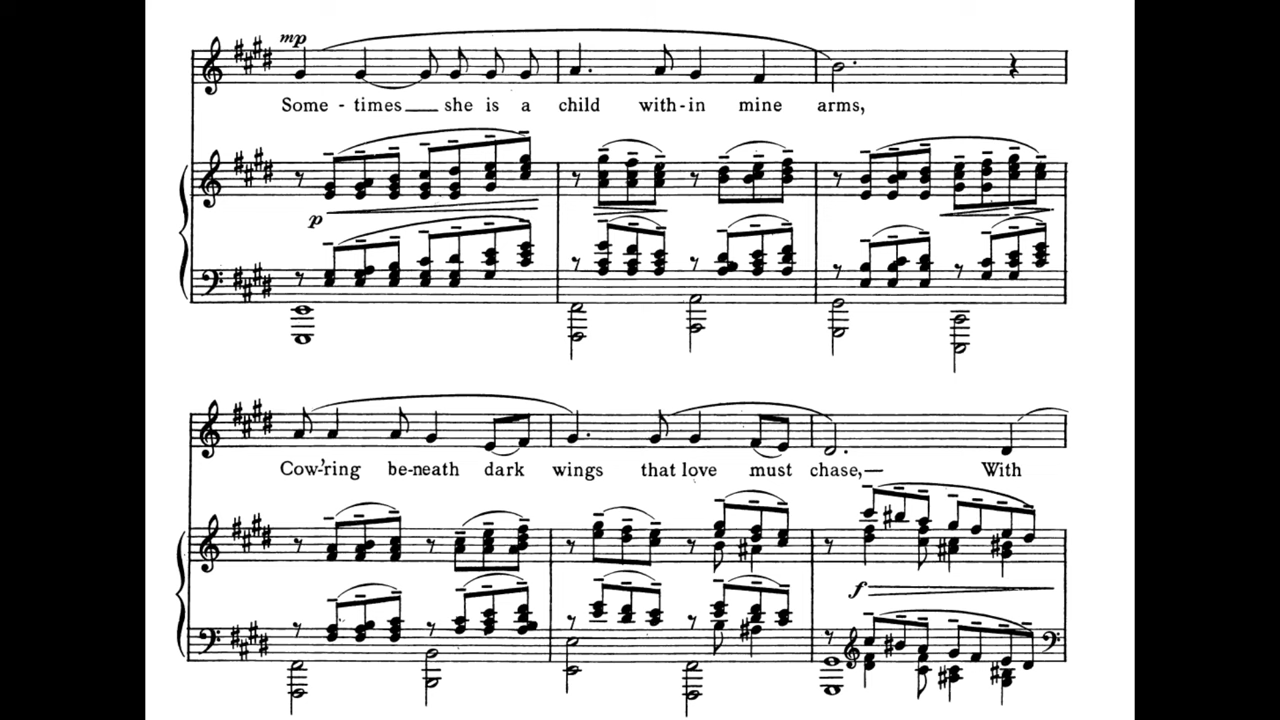 mp
Some - times she is a child with-in mine arms,
p
Cow-'ring be-neath dark wings that love must chase,— With
f